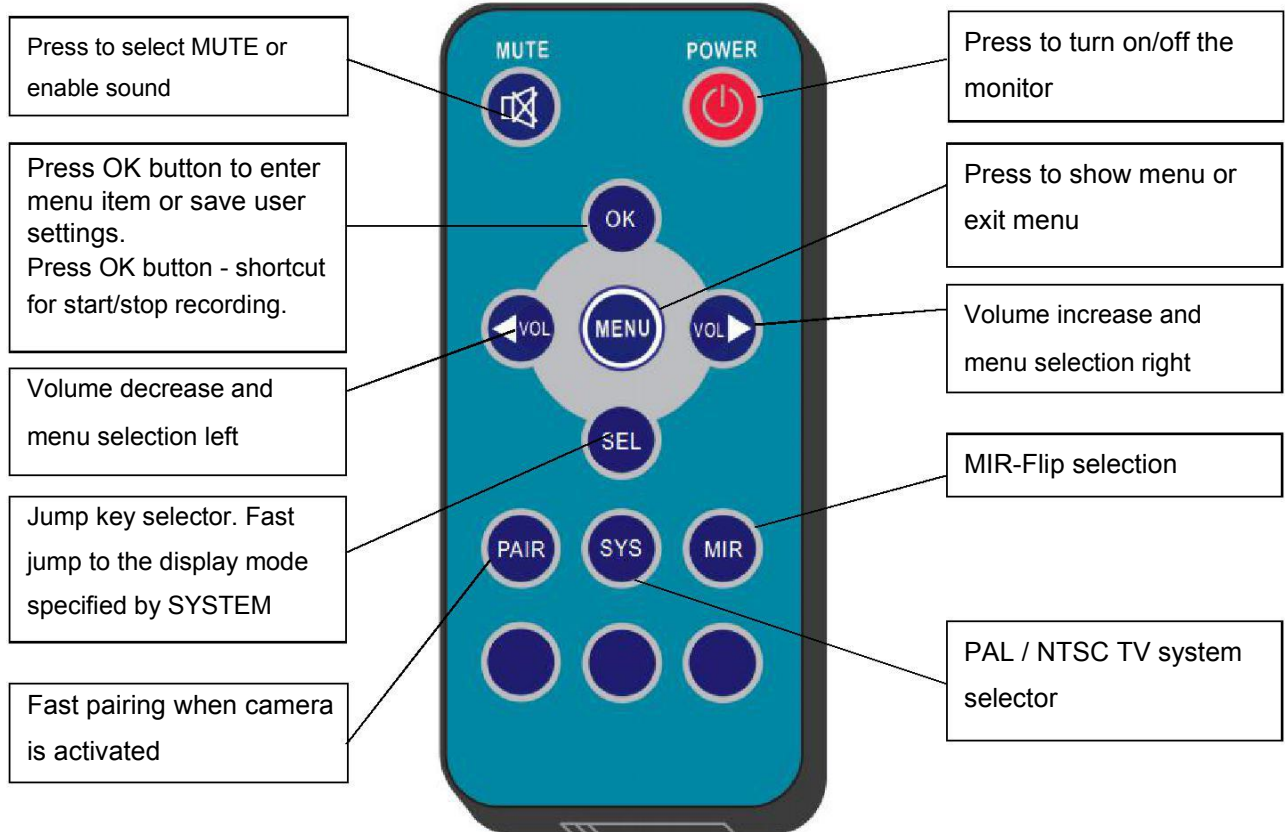 Press to select MUTE or
enable sound
Press OK button to enter
menu item or save user
settings.
Press OK button - shortcut
for start/stop recording.
Volume decrease and
menu selection left
Jump key selector. Fast
jump to the display mode
specified by SYSTEM
Fast pairing when camera
is activated
MUTE
POWER
OK
VOL
MENU
VOL
SEL
PAIR
SYS
MIR
Press to turn on/off the
monitor
Press to show menu or
exit menu
Volume increase and
menu selection right
MIR-Flip selection
PAL / NTSC TV system
selector